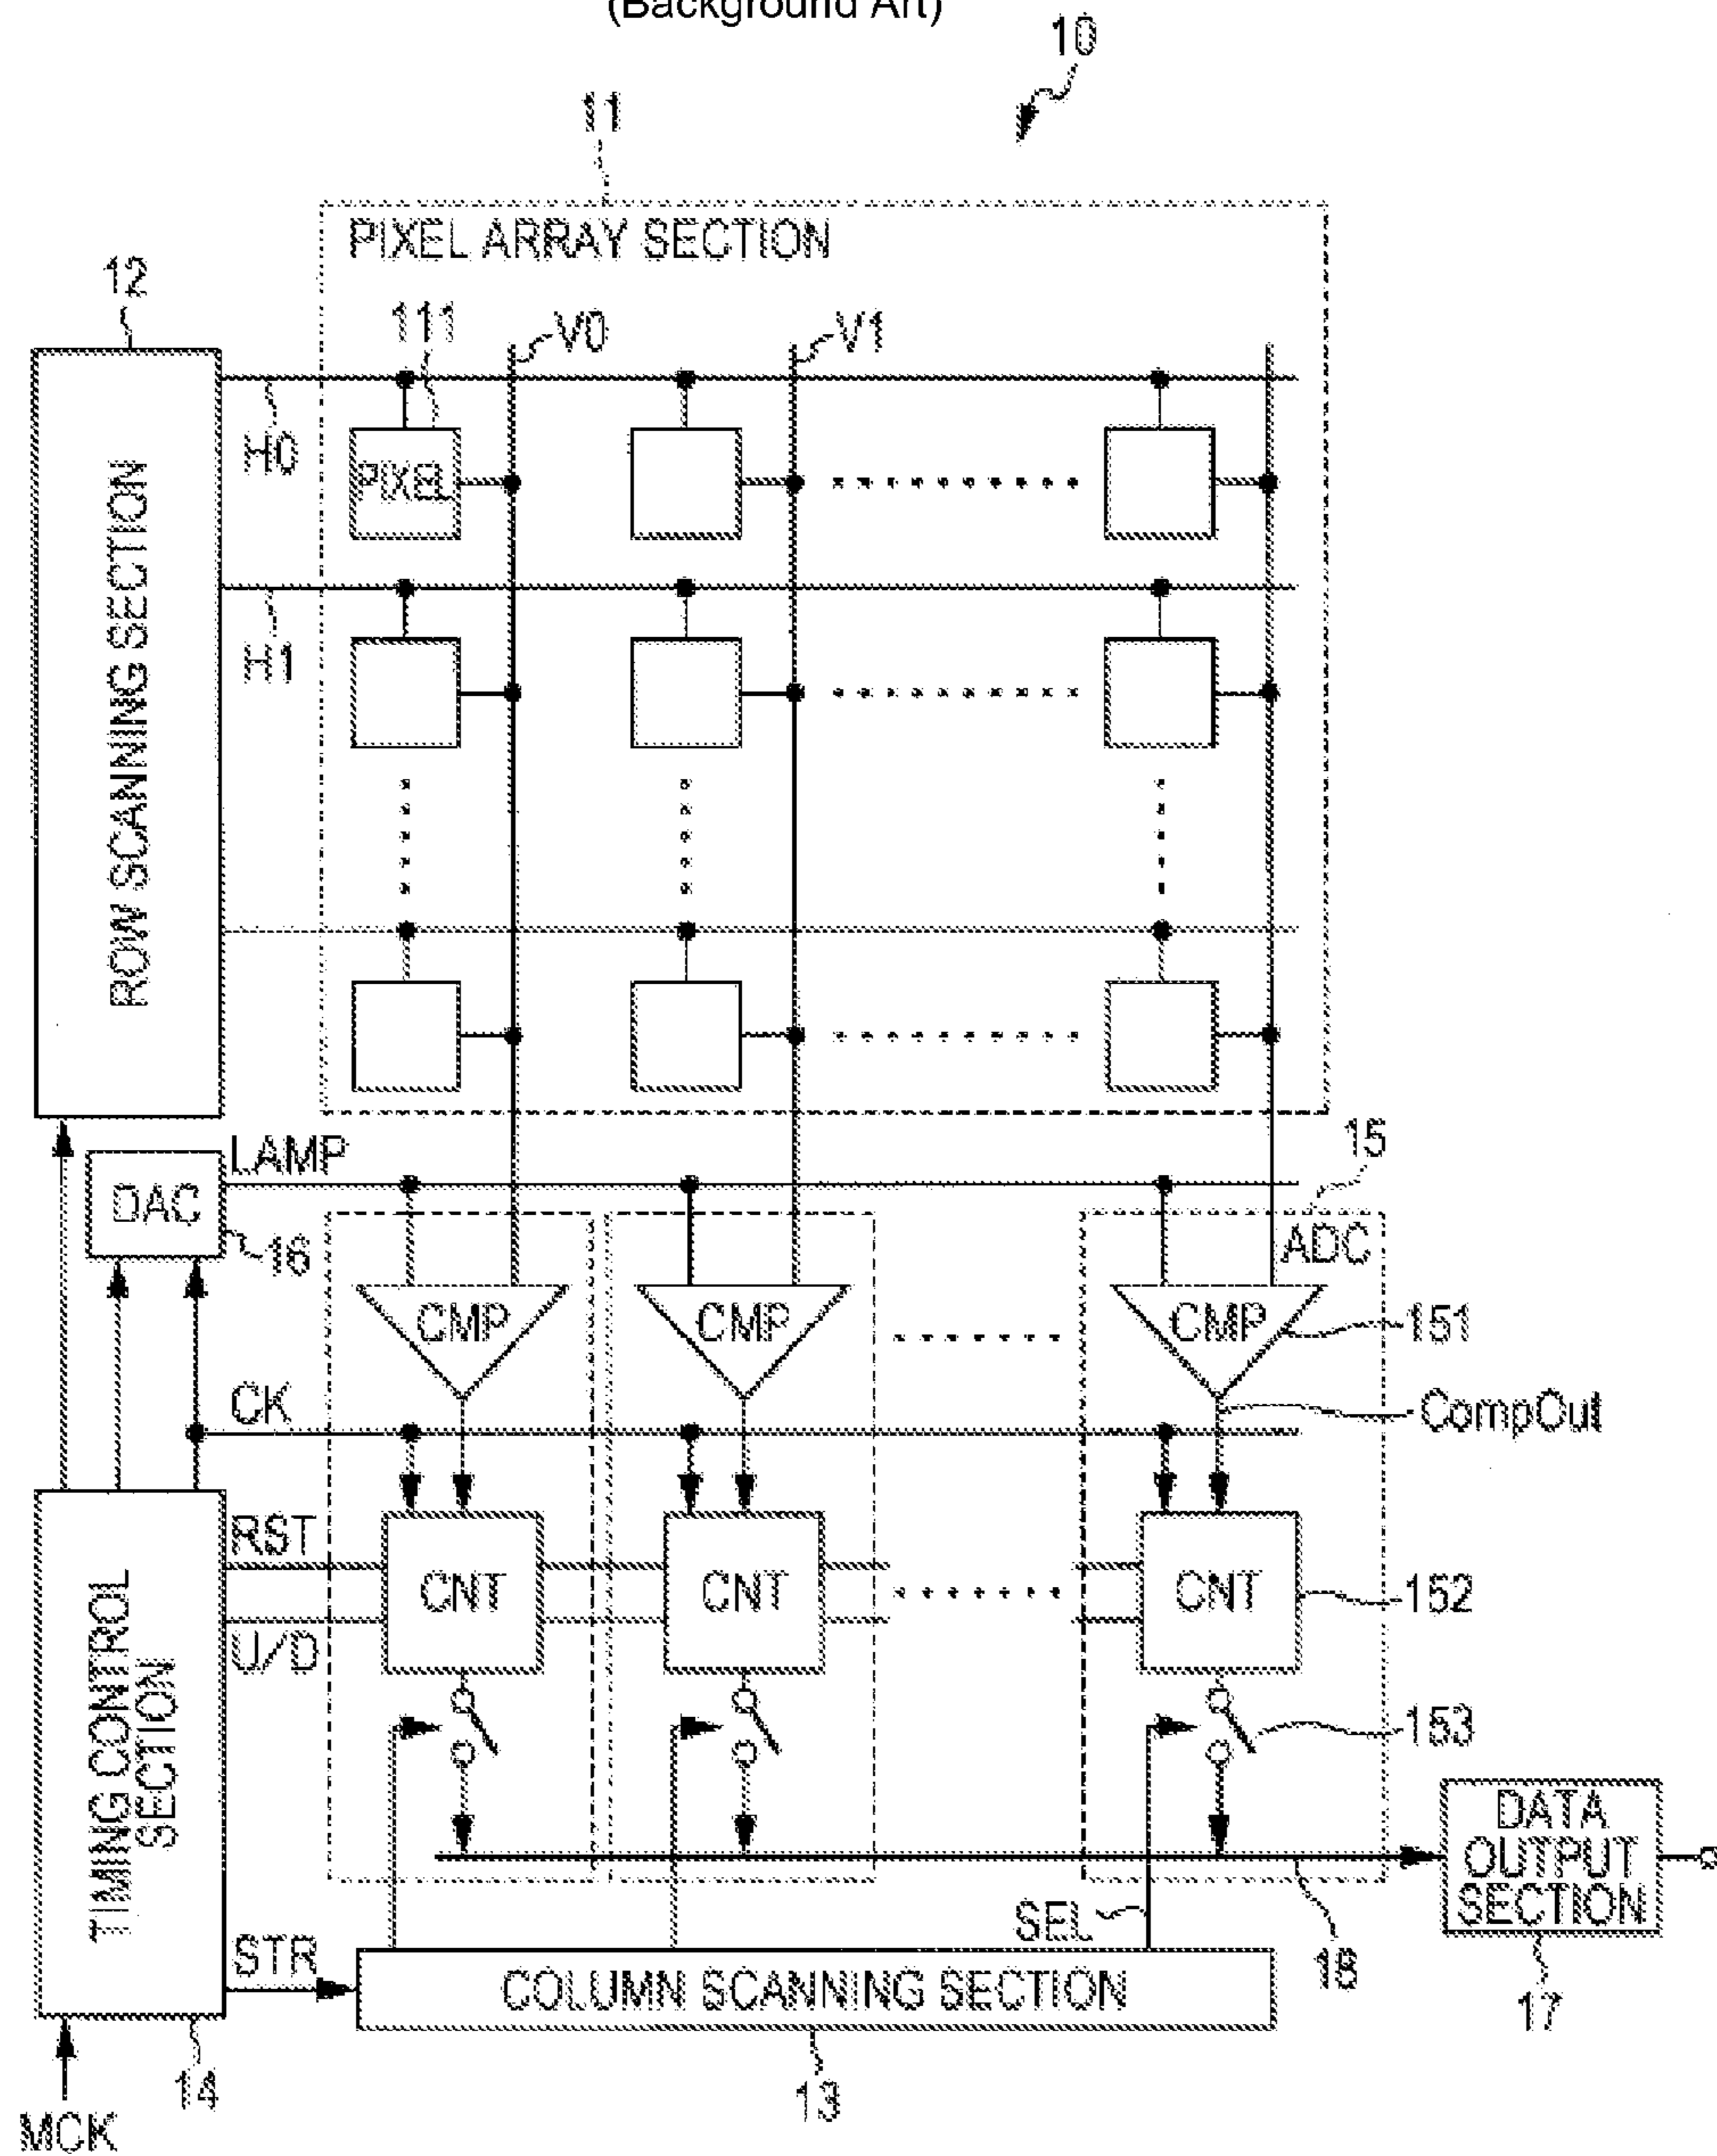 (Background Art)
10
11
PIXEL ARRAY SECTION
12
111
V0
V1
H0
PIXEL
ROW SCANNING SECTION
H1
LAMP
15
DAC
16
ADC
CMP
CMP
CMP
151
CK
CompOut
RST
CNT
CNT
CNT
152
U/D
TIMING CONTROL
SECTION
153
DATA
OUTPUT
SECTION
SEL
18
STR
COLUMN SCANNING SECTION
17
14
13
MCK